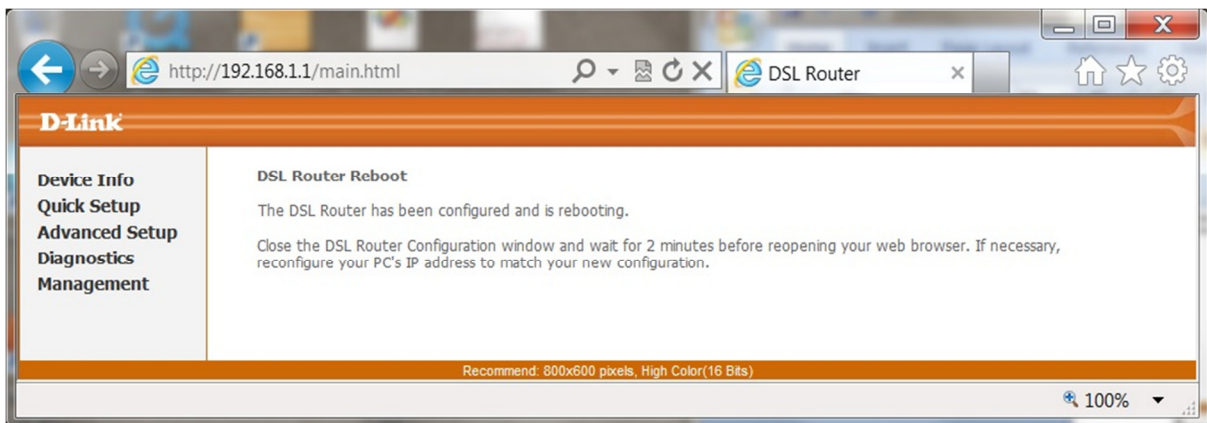 http://192.168.1.1/main.html
DSL Router
D-Link
Device Info
Quick Setup
Advanced Setup
Diagnostics
Management
DSL Router Reboot
The DSL Router has been configured and is rebooting.
Close the DSL Router Configuration window and wait for 2 minutes before reopening your web browser. If necessary,
reconfigure your PC's IP address to match your new configuration.
Recommend: 800x600 pixels, High Color(16 Bits)
100%